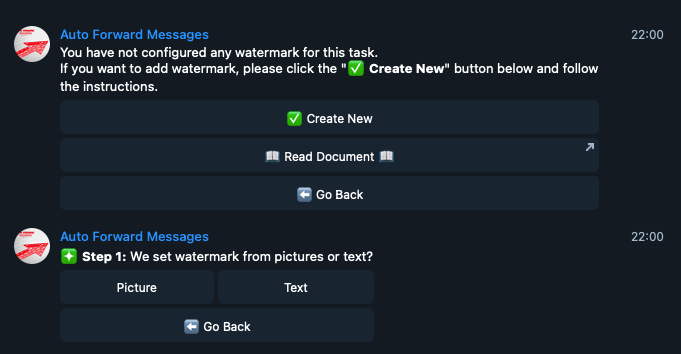 Auto Forward Messages 22:00
You have not configured any watermark for this task.
If you want to add watermark, please click the "✅ Create New" button below and follow
the instructions.
✅ Create New
📖 Read Document 📖
⬅️ Go Back
Auto Forward Messages 22:00
Step 1: We set watermark from pictures or text?
Picture Text
⬅️ Go Back